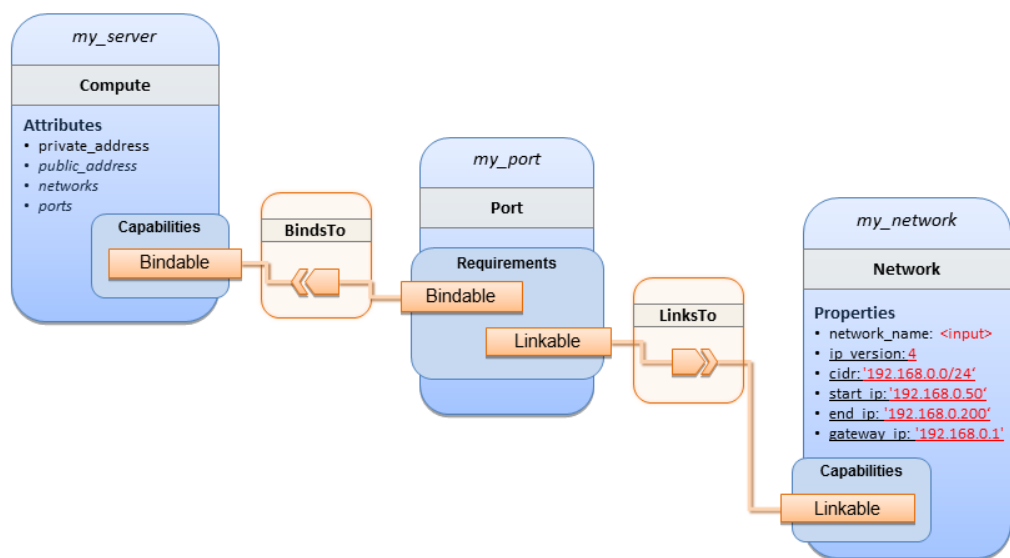 my_server
Compute
Attributes
• private_address
• public_address
• networks
• ports
Capabilities
Bindable
BindsTo
my_port
Port
Requirements
Bindable
Linkable
LinksTo
my_network
Network
Properties
• network_name: <input>
• ip_version: 4
• cidr: '192.168.0.0/24‘
• start_ip: '192.168.0.50‘
• end_ip: '192.168.0.200‘
• gateway_ip: '192.168.0.1'
Capabilities
Linkable